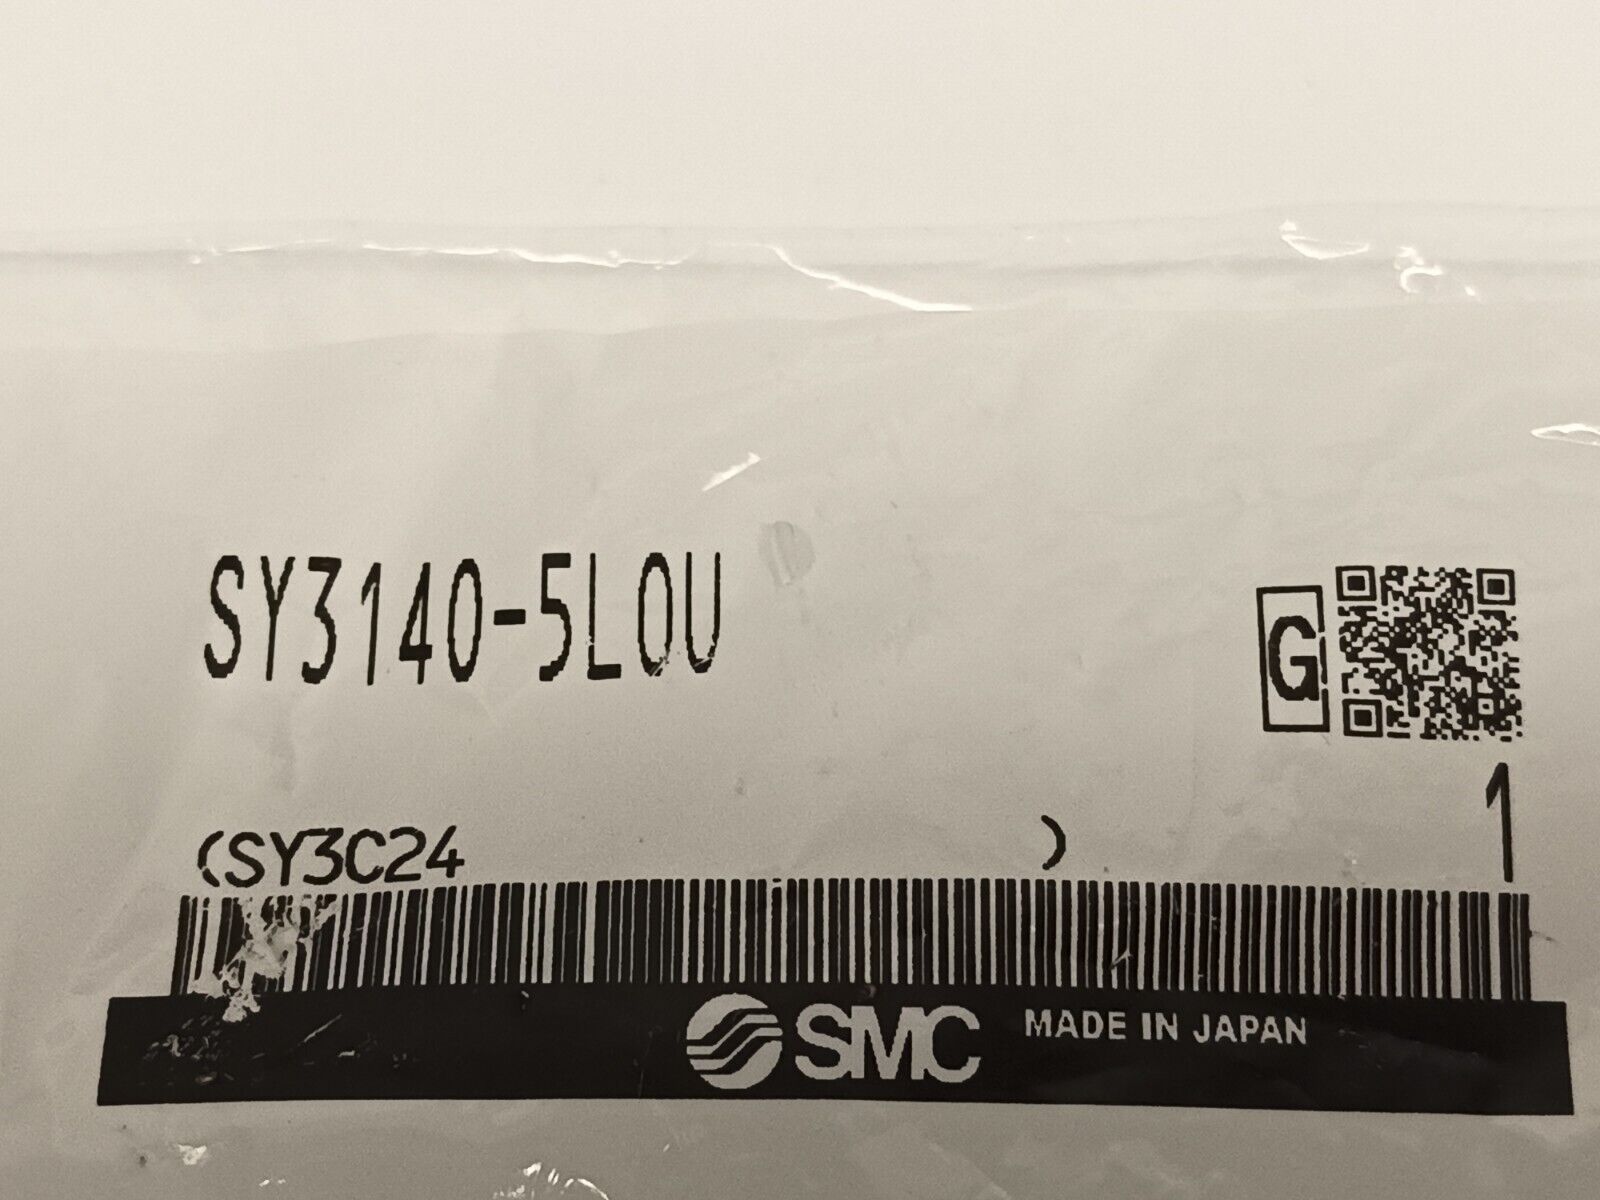 SY3140-5LOU
G
1
(SY3C24 )
SMC MADE IN JAPAN